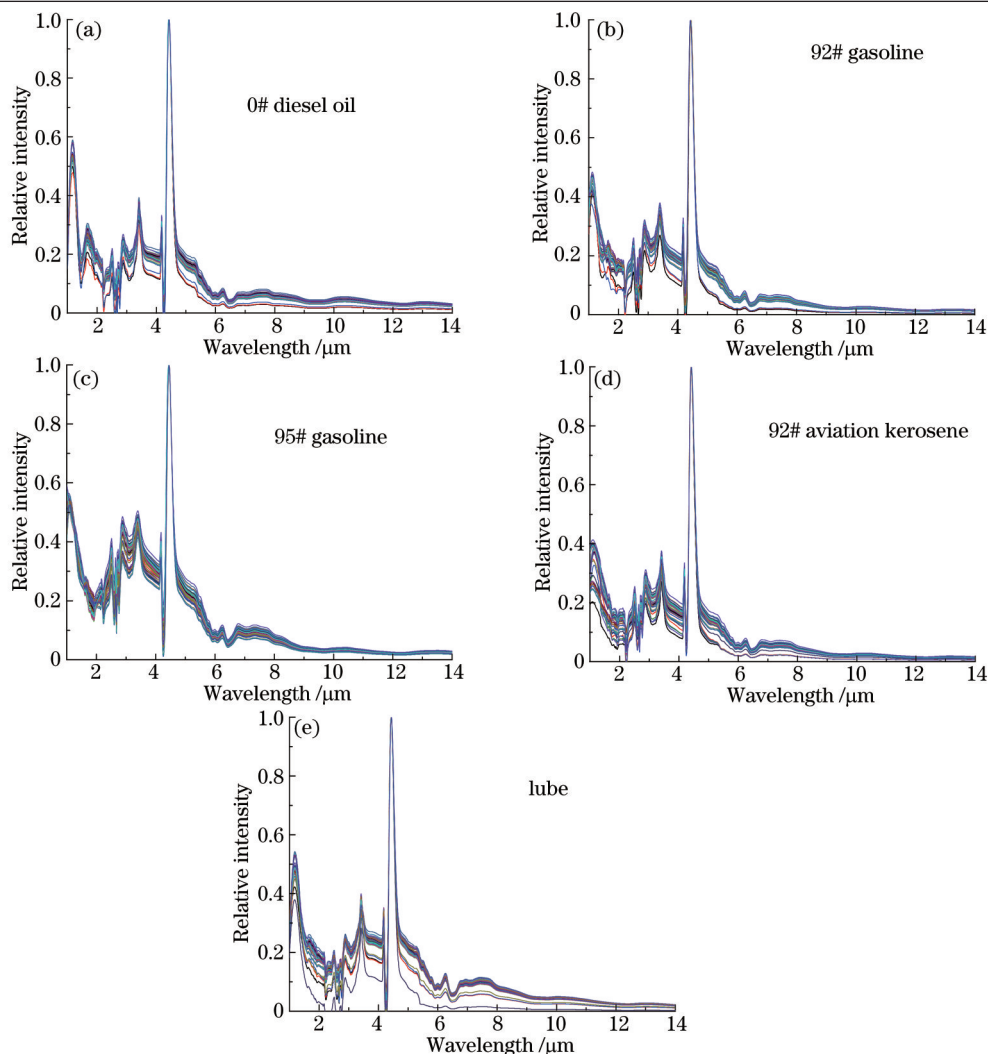 (a)
0# diesel oil
Relative intensity
1.0
0.8
0.6
0.4
0.2
0
2 4 6 8 10 12 14
Wavelength /μm
(b)
92# gasoline
Relative intensity
1.0
0.8
0.6
0.4
0.2
0
2 4 6 8 10 12 14
Wavelength /μm
(c)
95# gasoline
Relative intensity
1.0
0.8
0.6
0.4
0.2
0
2 4 6 8 10 12 14
Wavelength /μm
(d)
92# aviation kerosene
Relative intensity
1.0
0.8
0.6
0.4
0.2
0
2 4 6 8 10 12 14
Wavelength /μm
(e)
lube
Relative intensity
1.0
0.8
0.6
0.4
0.2
0
2 4 6 8 10 12 14
Wavelength /μm